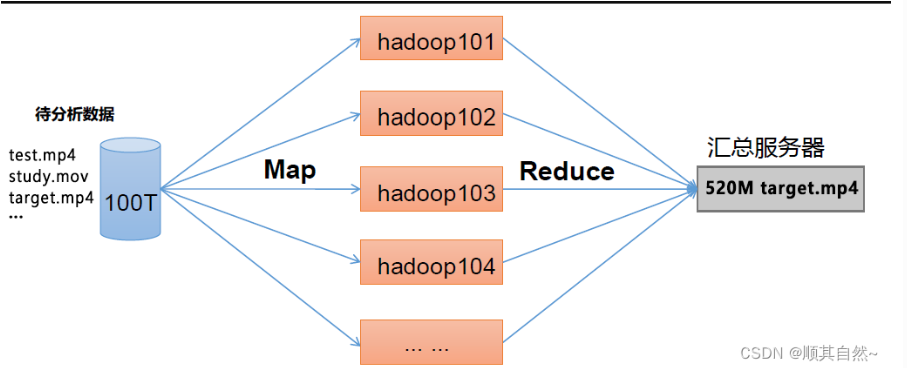 待分析数据
test.mp4
study.mov
target.mp4
...
100T
Map
hadoop101
hadoop102
hadoop103
hadoop104
... ...
Reduce
汇总服务器
520M target.mp4
CSDN @顺其自然~